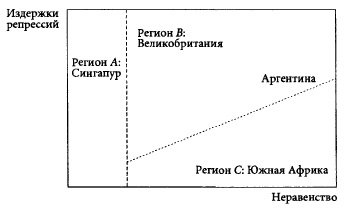 Издержки
репрессий
Регион A:
Сингапур
Регион B:
Великобритания
Аргентина
Регион C: Южная Африка
Неравенство